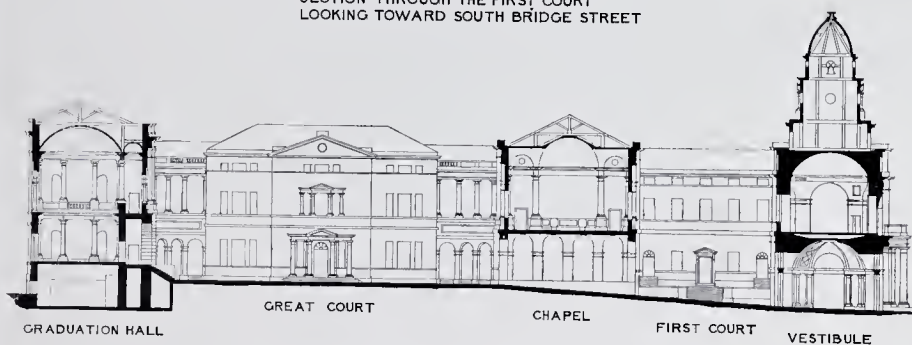 SECTION THROUGH THE FIRST COURT
LOOKING TOWARD SOUTH BRIDGE STREET
GRADUATION HALL
GREAT COURT
CHAPEL
FIRST COURT
VESTIBULE